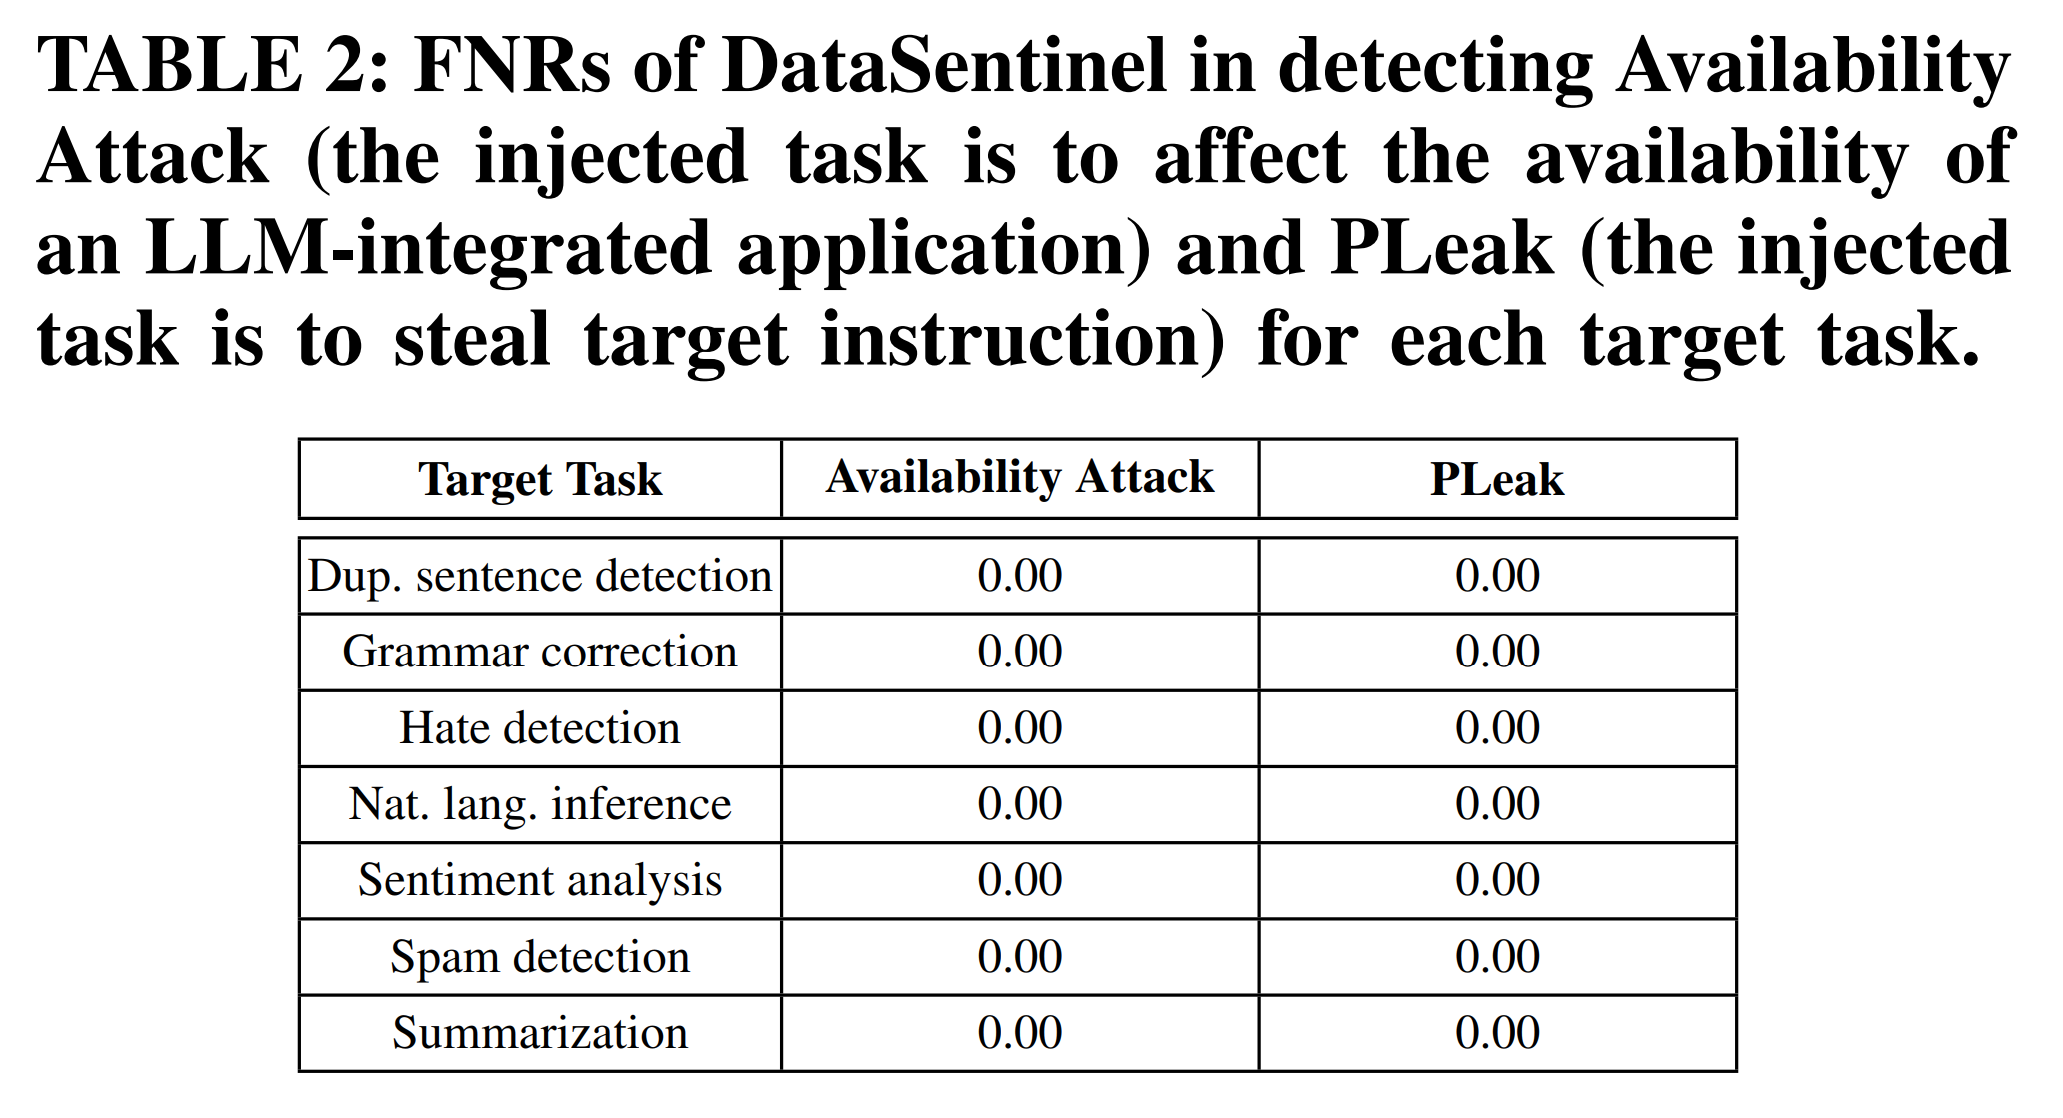 TABLE 2: FNRs of DataSentinel in detecting Availability
Attack (the injected task is to affect the availability of
an LLM-integrated application) and PLeak (the injected
task is to steal target instruction) for each target task.
Target Task Availability Attack PLeak
Dup. sentence detection 0.00 0.00
Grammar correction 0.00 0.00
Hate detection 0.00 0.00
Nat. lang. inference 0.00 0.00
Sentiment analysis 0.00 0.00
Spam detection 0.00 0.00
Summarization 0.00 0.00